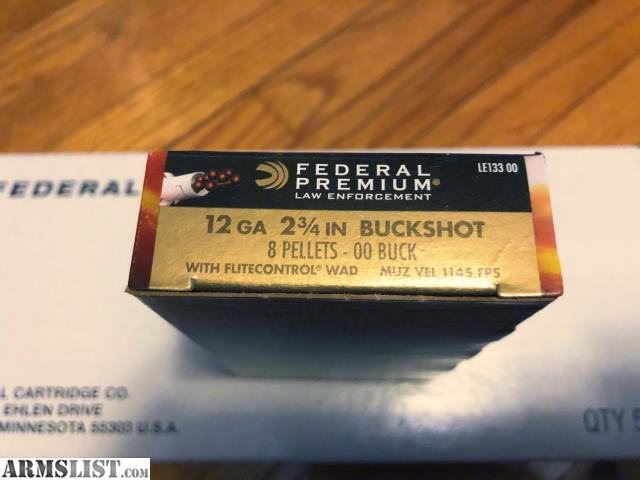 FEDERAL
LE133 00
FEDERAL
PREMIUM®
LAW ENFORCEMENT
12 GA 2¾ IN BUCKSHOT
8 PELLETS - 00 BUCK
WITH FLITECONTROL® WAD MUZ VEL 1145 FPS
L CARTRIDGE CO.
EHLEN DRIVE
MINNESOTA 55303 U.S.A.
QTY 5
ARMSLIST.COM